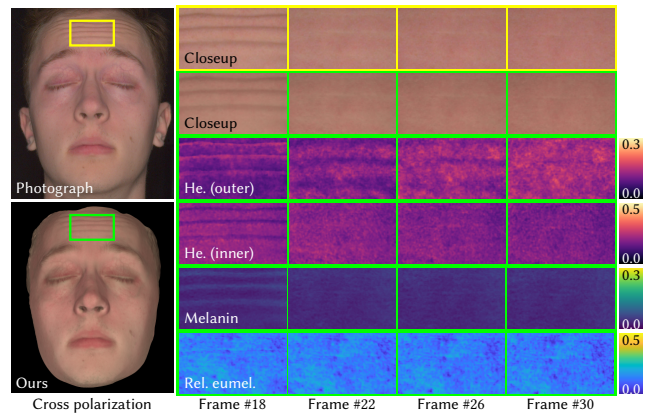 Closeup
Closeup
0.3
Photograph
He. (outer)
0.0
0.5
He. (inner)
0.0
0.3
Melanin
0.0
0.5
Ours
Rel. eumel.
0.0
Cross polarization
Frame #18
Frame #22
Frame #26
Frame #30